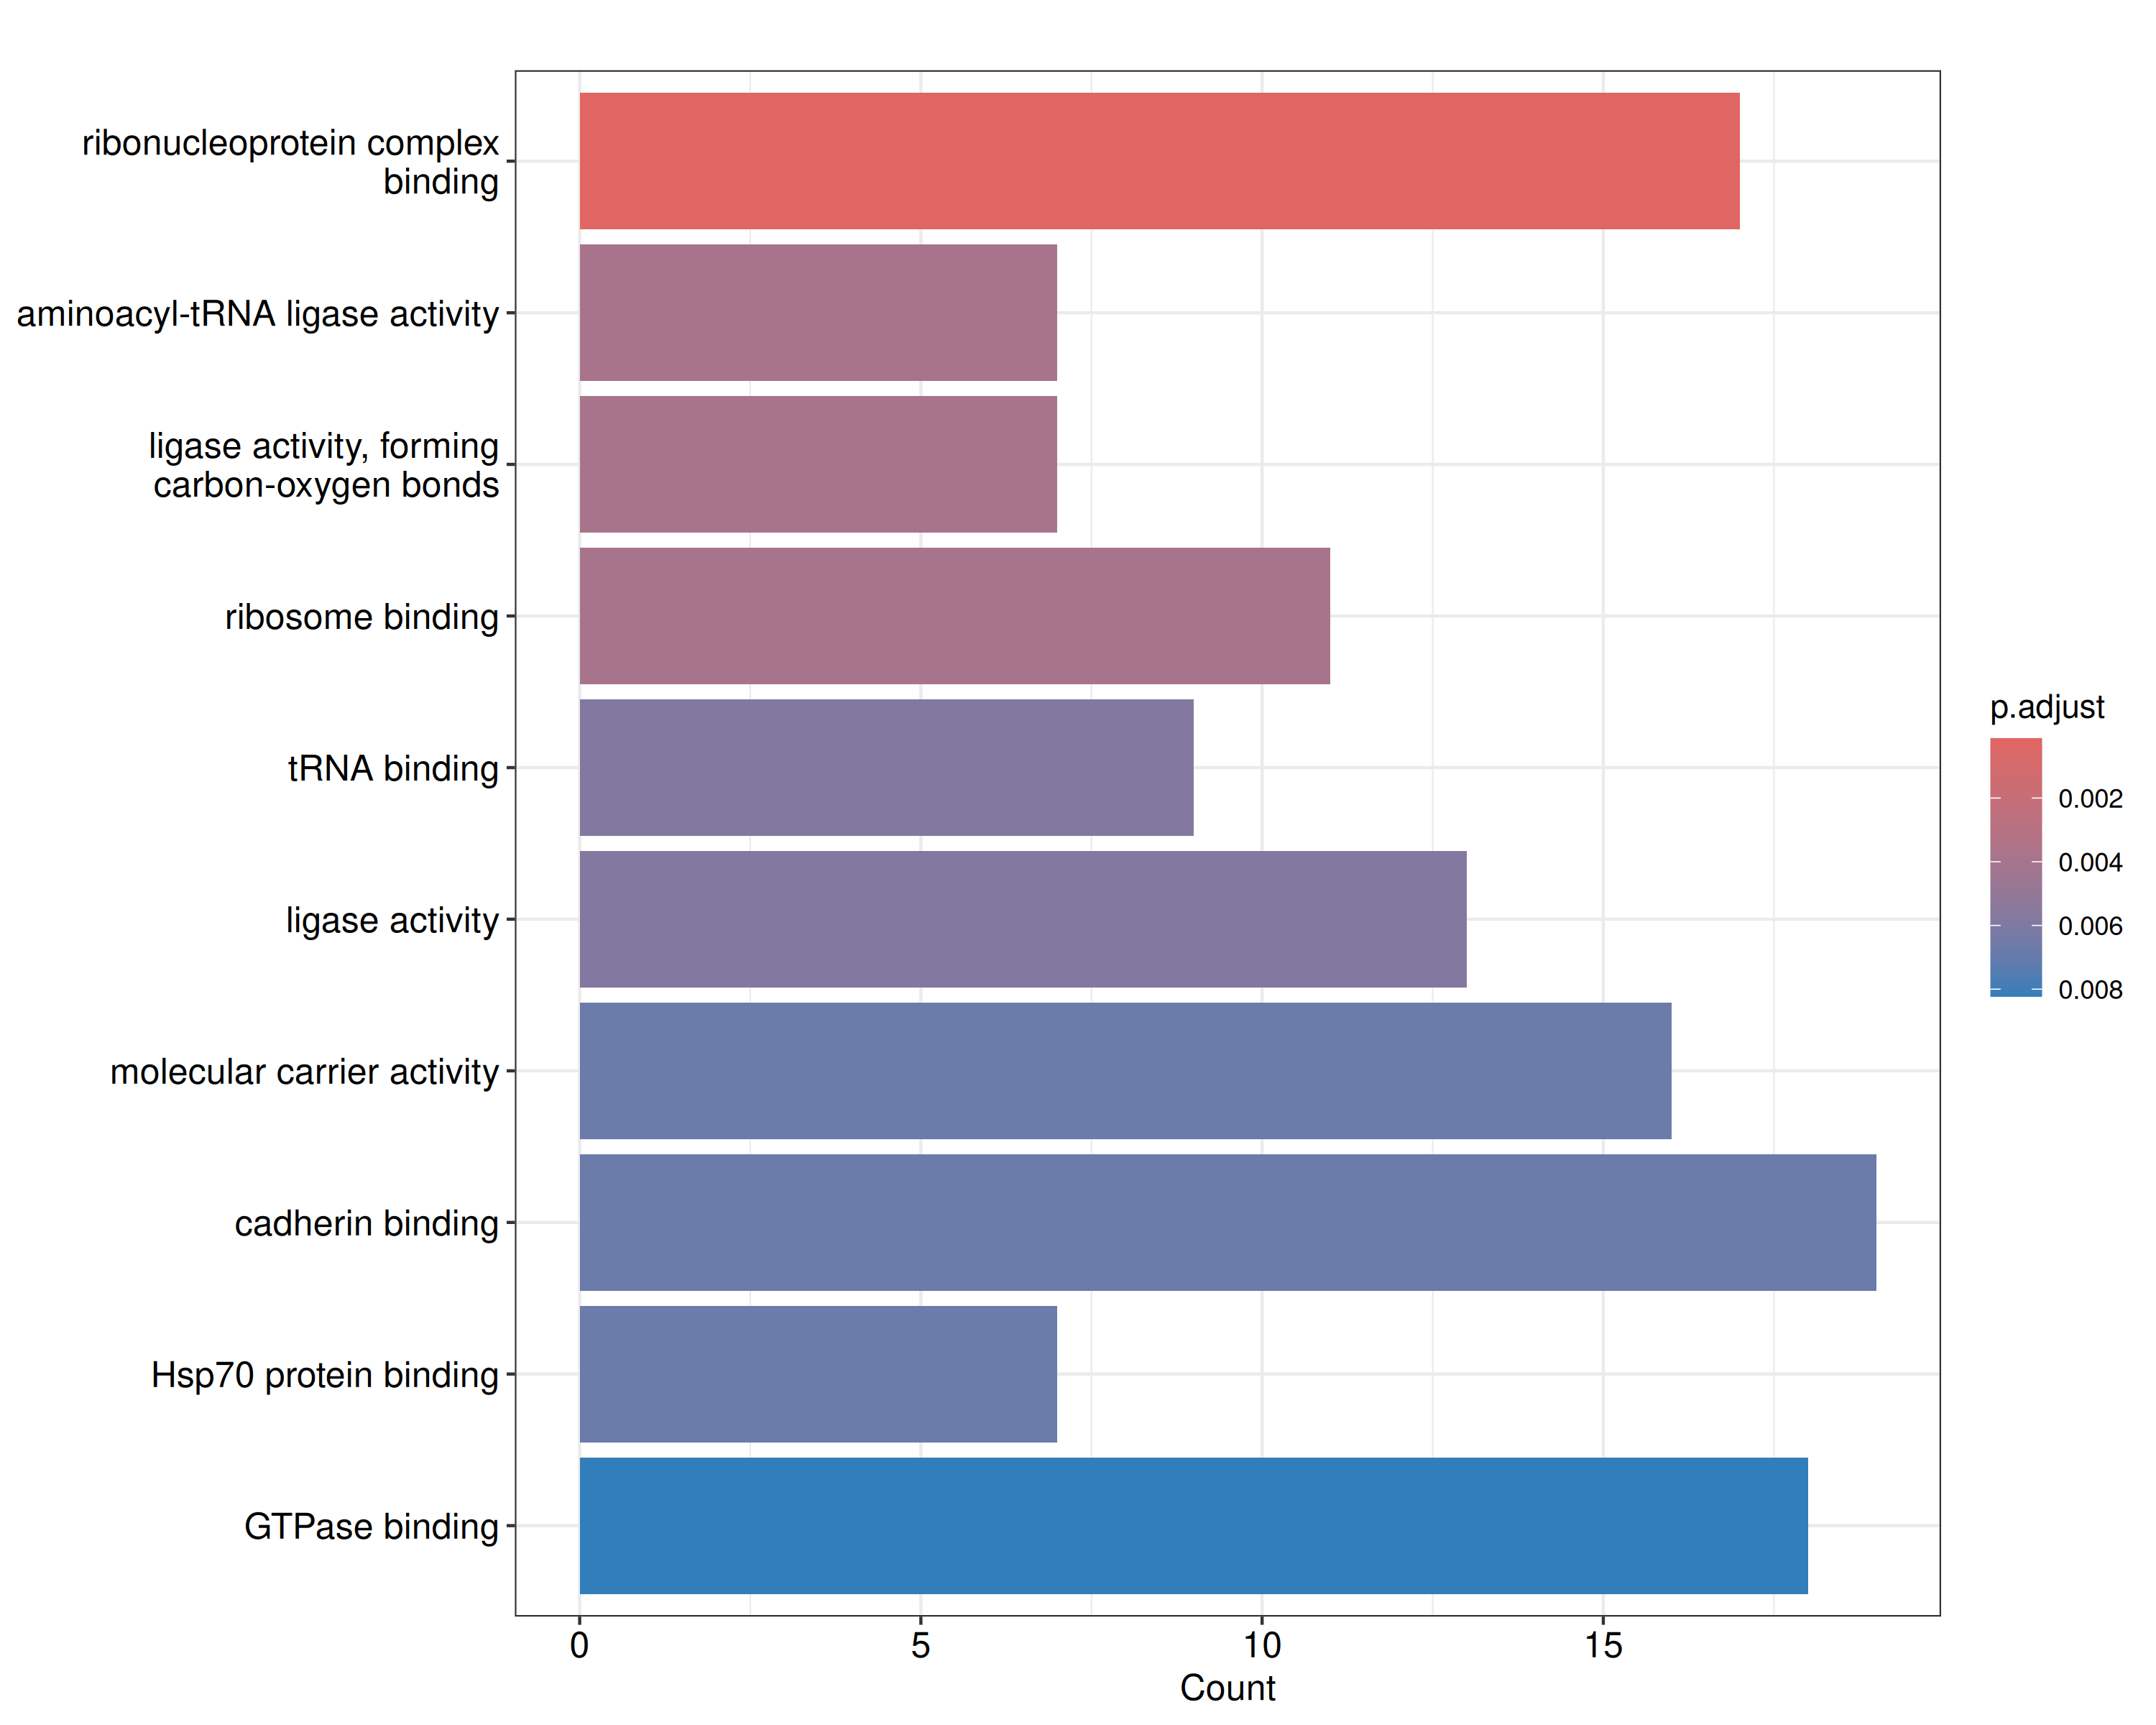 ribonucleoprotein complex
binding
aminoacyl-tRNA ligase activity
ligase activity, forming
carbon-oxygen bonds
ribosome binding
tRNA binding
ligase activity
molecular carrier activity
cadherin binding
Hsp70 protein binding
GTPase binding
0 5 10 15
Count
p.adjust
0.002
0.004
0.006
0.008